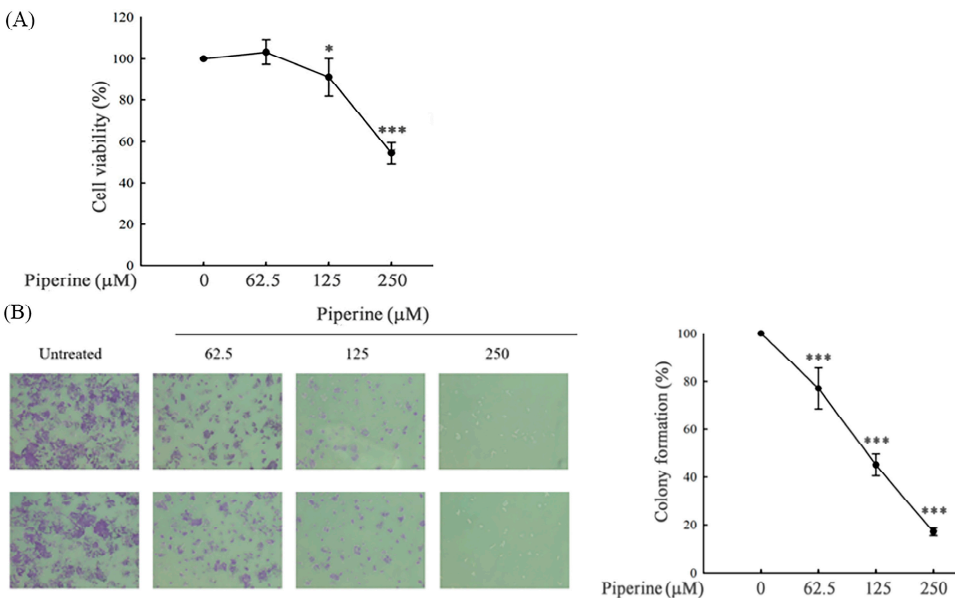 (A)
120
100
80
60
40
20
0
Cell viability (%)
*
***
Piperine (μM) 0 62.5 125 250
(B)
Piperine (μM)
Untreated 62.5 125 250
100
80
60
40
20
0
Colony formation (%)
***
***
***
Piperine (μM) 0 62.5 125 250